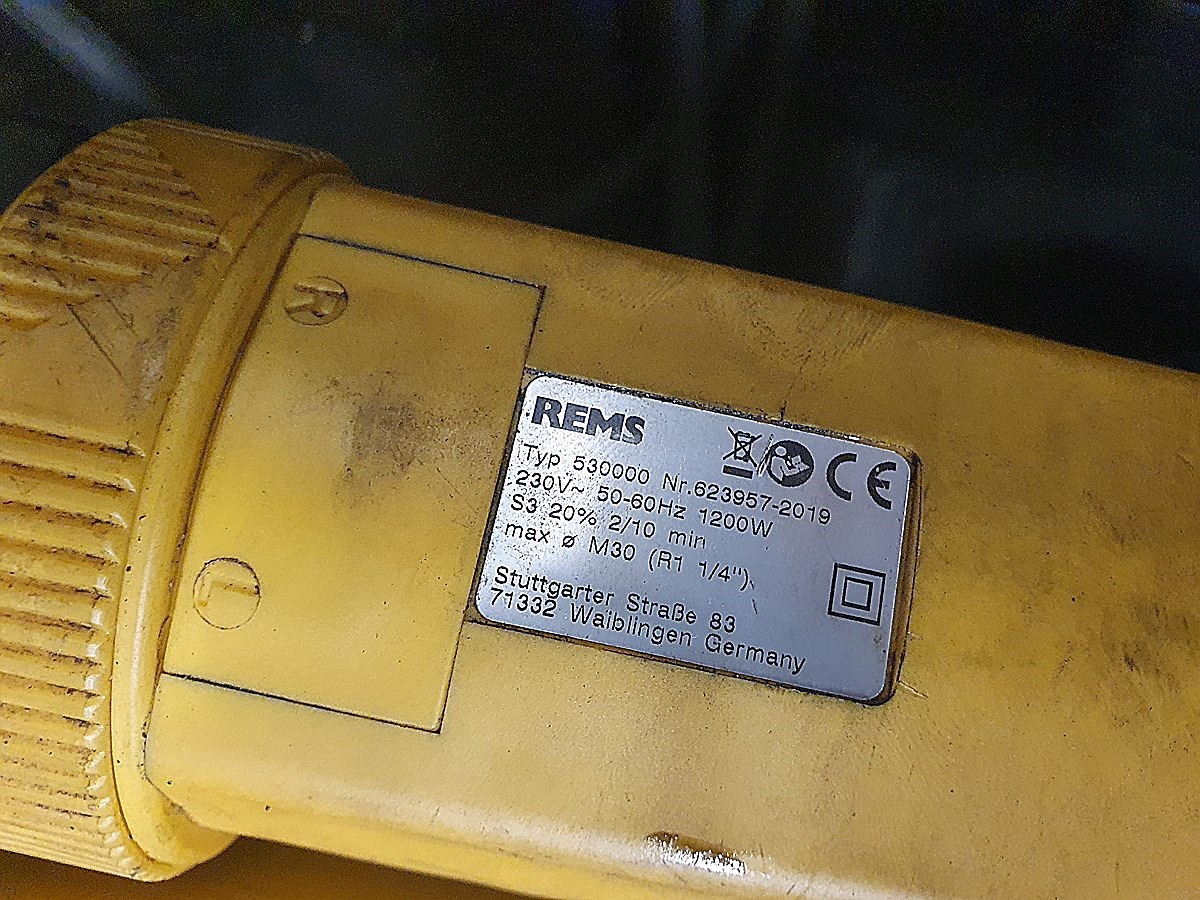 R
L
REMS
CE
Typ 530000 Nr.623957-2019
230V~ 50-60Hz 1200W
S3 20% 2/10 min
max ø M30 (R1 1/4")
Stuttgarter Straße 83
71332 Waiblingen Germany